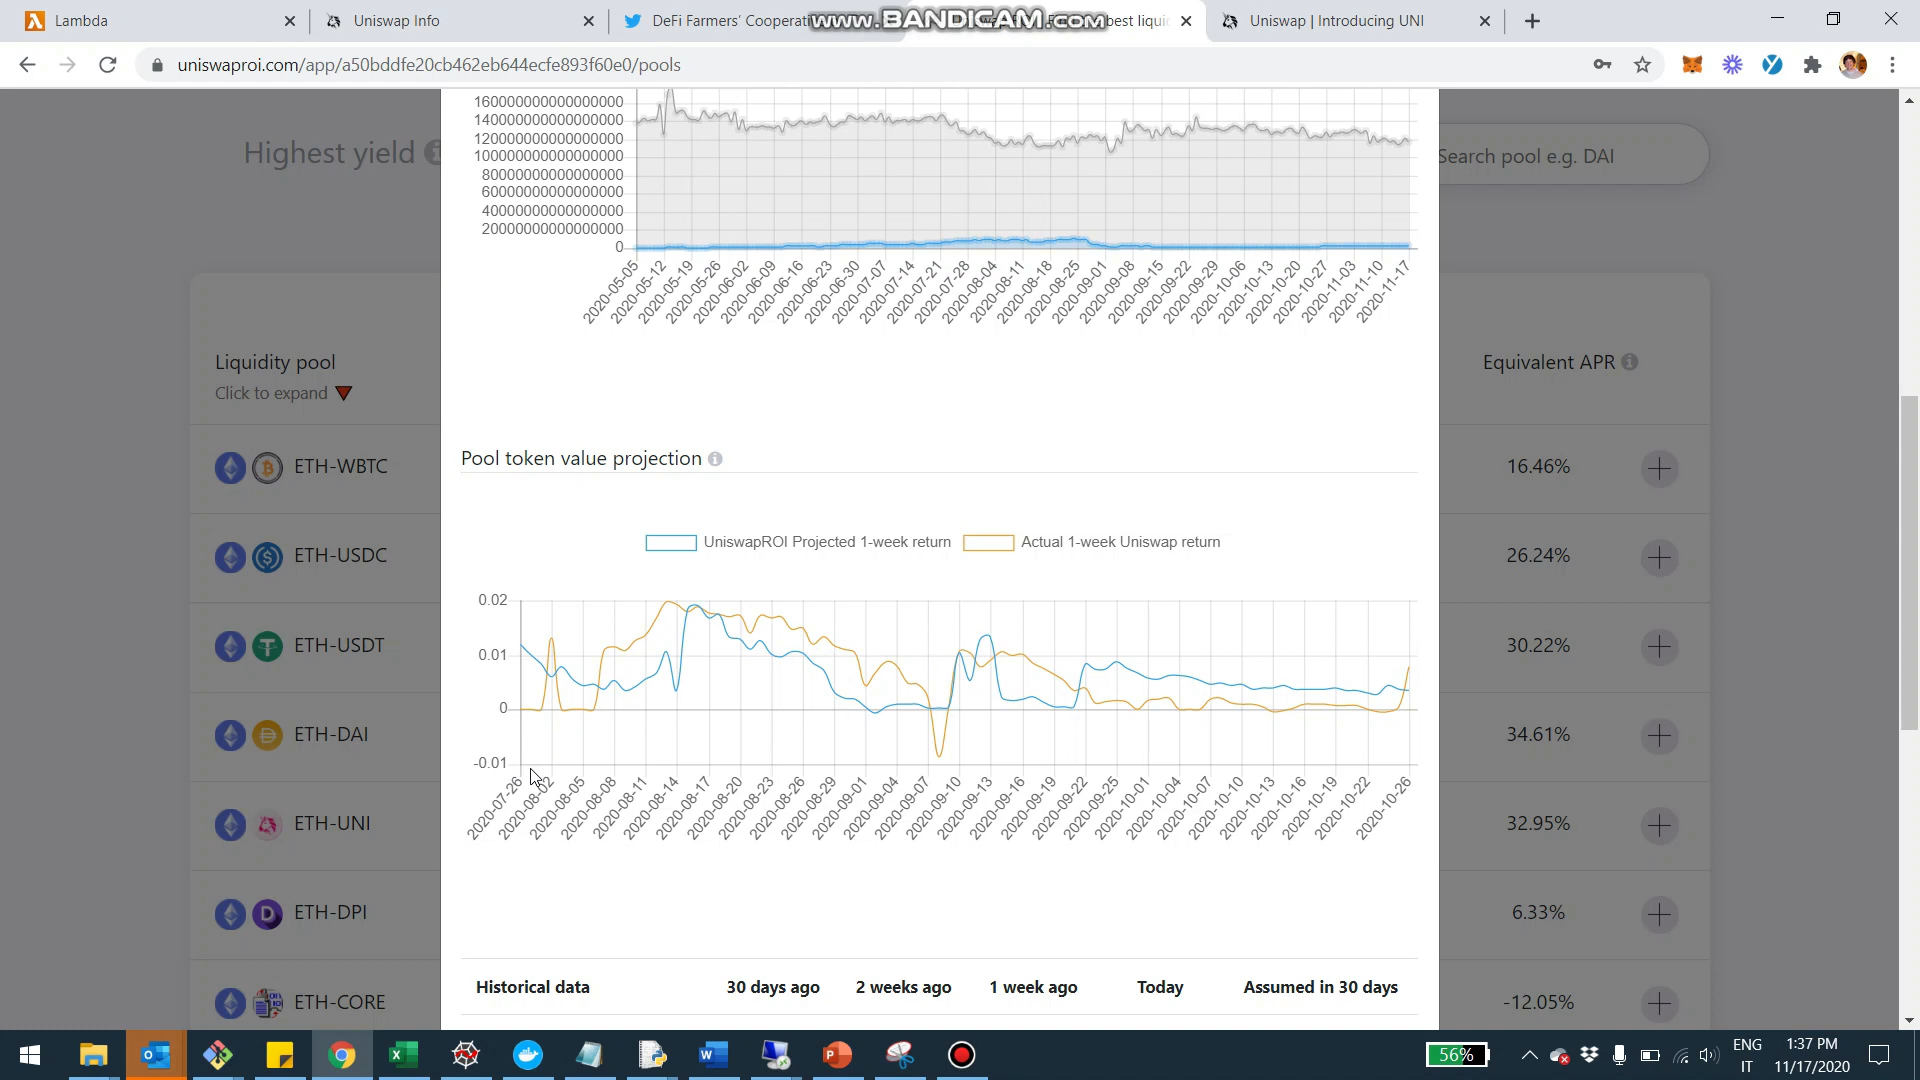 Lambda
Uniswap Info
DeFi Farmers' Cooperati
best liqui
Uniswap | Introducing UNI
www.BANDICAM.com
uniswaproi.com/app/a50bddfe20cb462eb644ecfe893f60e0/pools
Highest yield
Search pool e.g. DAI
160000000000000000
140000000000000000
120000000000000000
100000000000000000
80000000000000000
60000000000000000
40000000000000000
20000000000000000
0
2020-05-05
2020-05-12
2020-05-19
2020-05-26
2020-06-02
2020-06-09
2020-06-16
2020-06-23
2020-06-30
2020-07-07
2020-07-14
2020-07-21
2020-07-28
2020-08-04
2020-08-11
2020-08-18
2020-08-25
2020-09-01
2020-09-08
2020-09-15
2020-09-22
2020-09-29
2020-10-06
2020-10-13
2020-10-20
2020-10-27
2020-11-03
2020-11-10
2020-11-17
Liquidity pool
Click to expand
Equivalent APR
Pool token value projection
UniswapROI Projected 1-week return
Actual 1-week Uniswap return
0.02
0.01
0
-0.01
2020-07-26
2020-08-02
2020-08-05
2020-08-08
2020-08-11
2020-08-14
2020-08-17
2020-08-20
2020-08-23
2020-08-26
2020-08-29
2020-09-01
2020-09-04
2020-09-07
2020-09-10
2020-09-13
2020-09-16
2020-09-19
2020-09-22
2020-09-25
2020-10-01
2020-10-04
2020-10-07
2020-10-10
2020-10-13
2020-10-16
2020-10-19
2020-10-22
2020-10-26
ETH-WBTC
16.46%
ETH-USDC
26.24%
ETH-USDT
30.22%
ETH-DAI
34.61%
ETH-UNI
32.95%
ETH-DPI
6.33%
ETH-CORE
-12.05%
Historical data
30 days ago
2 weeks ago
1 week ago
Today
Assumed in 30 days
56%
ENG
IT
1:37 PM
11/17/2020